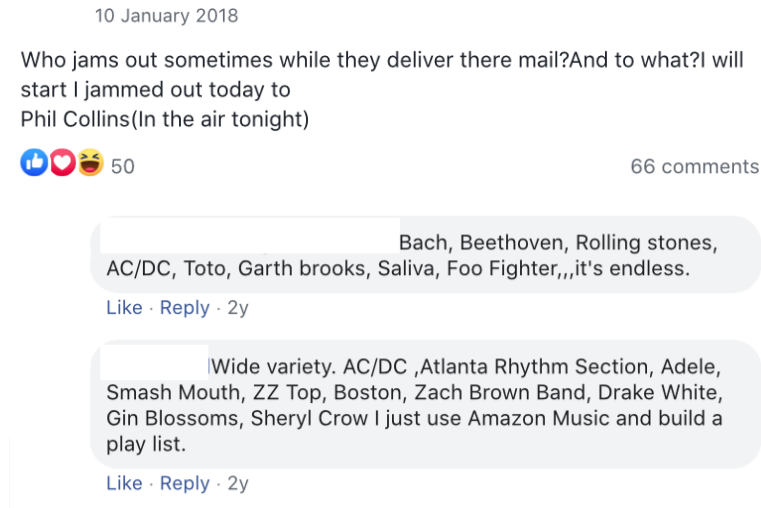 10 January 2018
Who jams out sometimes while they deliver there mail?And to what?I will
start I jammed out today to
Phil Collins(In the air tonight)
50
66 comments
Bach, Beethoven, Rolling stones,
AC/DC, Toto, Garth brooks, Saliva, Foo Fighter,,,it's endless.
Like · Reply · 2y
Wide variety. AC/DC ,Atlanta Rhythm Section, Adele,
Smash Mouth, ZZ Top, Boston, Zach Brown Band, Drake White,
Gin Blossoms, Sheryl Crow I just use Amazon Music and build a
play list.
Like · Reply · 2y